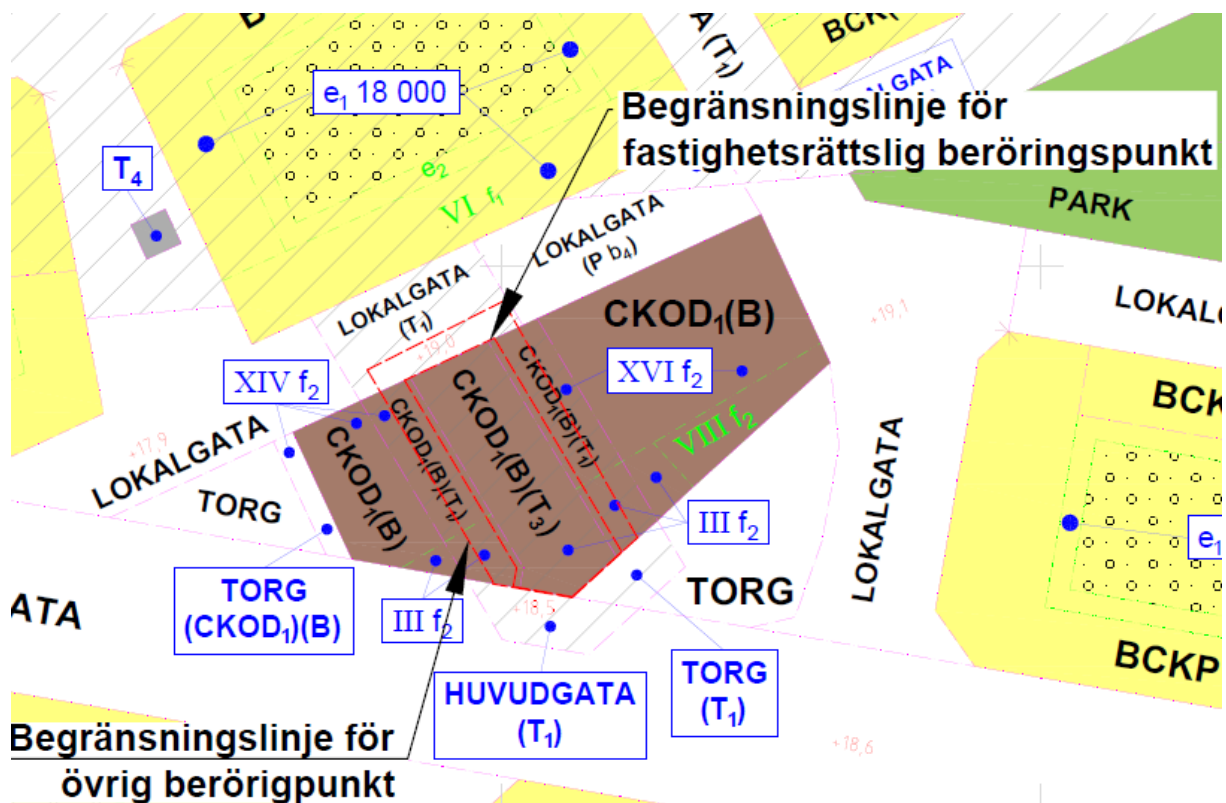 B
A (T₁)
BCK(
LOKALGATA
e₁ 18 000
Begränsningslinje för
fastighetsrättslig beröringspunkt
T₄
e₂
VI f₁
PARK
LOKALGATA
(P b₄)
LOKALGATA
(T₁)
+19,0
CKOD₁(B)
+19,1
LOKALG
XIV f₂
CKOD₁(B)(T₁)
XVI f₂
BCK
LOKALGATA
+17,9
CKOD₁(B)
CKOD₁(B)(T₁)
CKOD₁(B)(T₃)
VIII f₂
LOKALGATA
TORG
III f₂
e₁
TORG
(CKOD₁)(B)
III f₂
+18,5
TORG
ATA
HUVUDGATA
(T₁)
TORG
(T₁)
BCKP
Begränsningslinje för
övrig berörigpunkt
+18,6